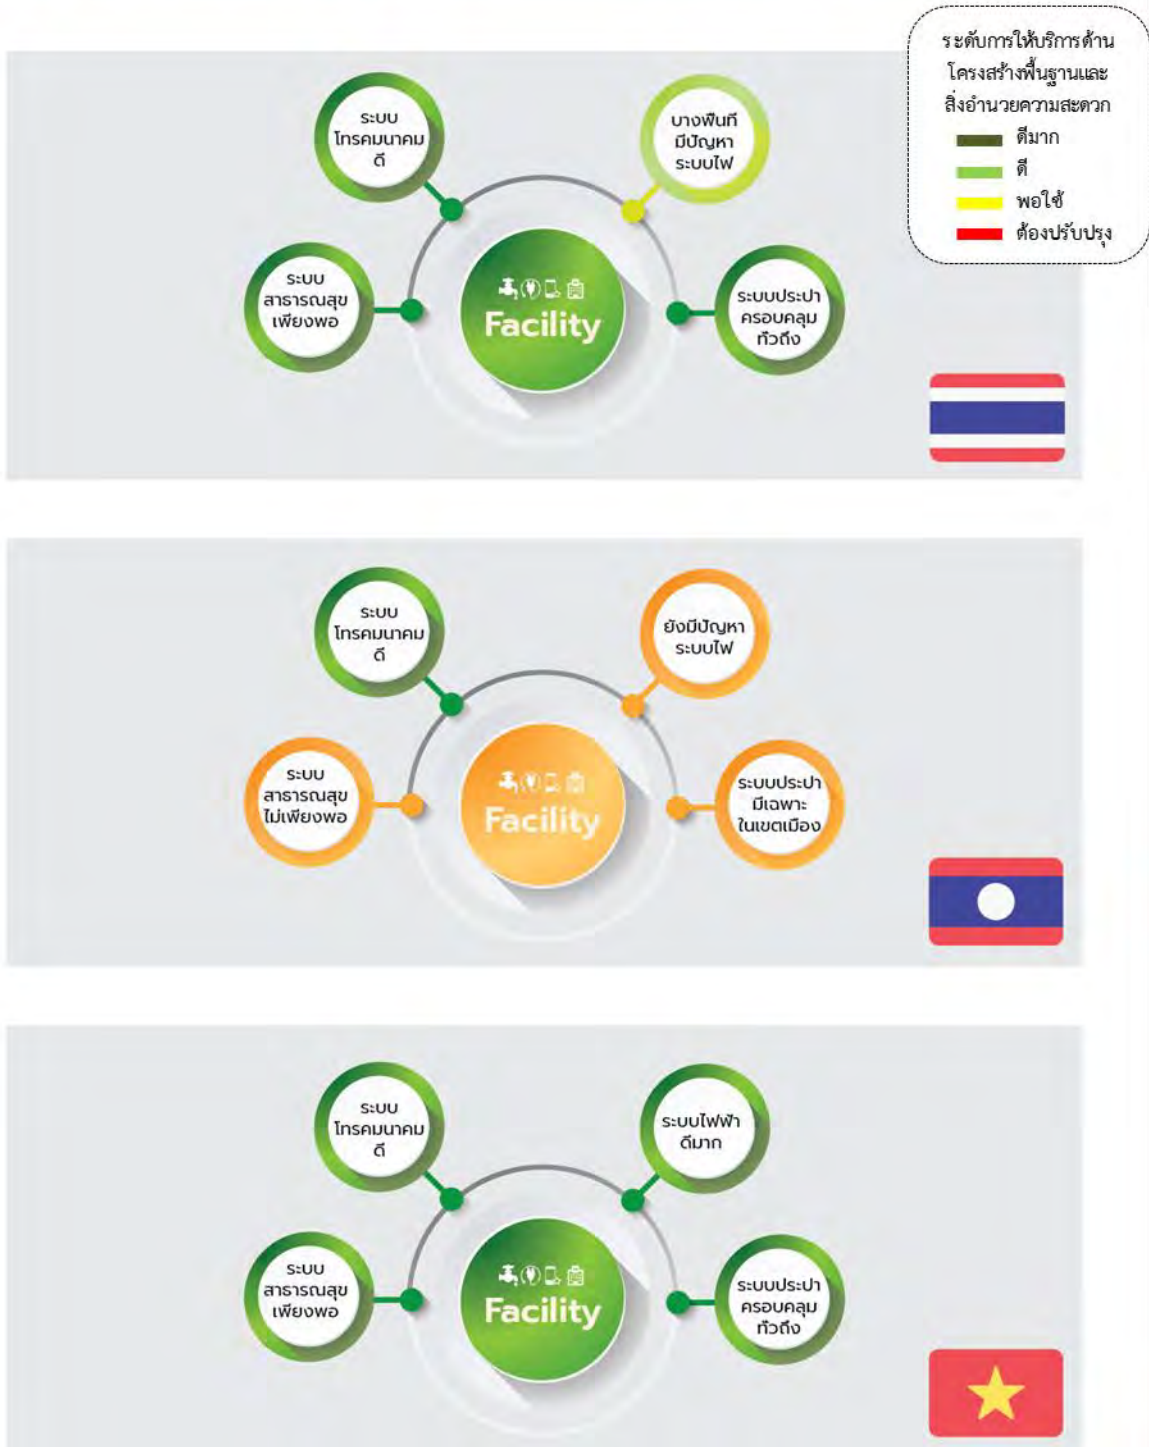 ระดับการให้บริการด้าน
โครงสร้างพื้นฐานและ
สิ่งอำนวยความสะดวก
ดีมาก
ดี
พอใช้
ต้องปรับปรุง
ระบบ
โทรคมนาคม
ดี
บางพื้นที่
มีปัญหา
ระบบไฟ
ระบบ
สาธารณสุข
เพียงพอ
Facility
ระบบประปา
ครอบคลุม
ทั่วถึง
ระบบ
โทรคมนาคม
ดี
ยังมีปัญหา
ระบบไฟ
ระบบ
สาธารณสุข
ไม่เพียงพอ
Facility
ระบบประปา
มีเฉพาะ
ในเขตเมือง
ระบบ
โทรคมนาคม
ดี
ระบบไฟฟ้า
ดีมาก
ระบบ
สาธารณสุข
เพียงพอ
Facility
ระบบประปา
ครอบคลุม
ทั่วถึง